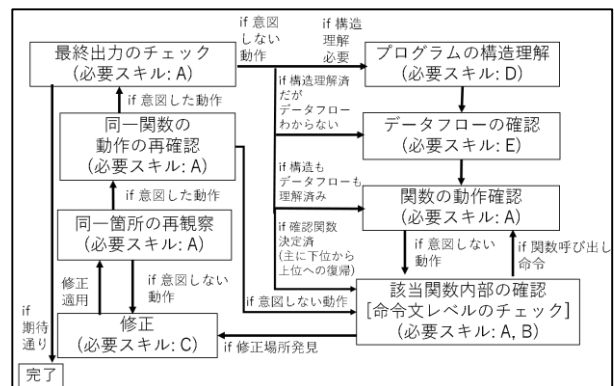 最終出力のチェック
(必要スキル: A)
if 意図
しない
動作
if 構造
理解
必要
プログラムの構造理解
(必要スキル: D)
if 意図した動作
if 構造理解済
だが
データフロー
わからない
同一関数の
動作の再確認
(必要スキル: A)
データフローの確認
(必要スキル: E)
if 意図した動作
if 構造も
データフローも
理解済み
関数の動作確認
(必要スキル: A)
同一箇所の再観察
(必要スキル: A)
if 確認関数
決定済
(主に下位から
上位への復帰)
if 意図しない
動作
if 関数呼び出し
命令
修正
適用
if 意図しない
動作
if 意図しない動作
該当関数内部の確認
[命令文レベルのチェック]
(必要スキル: A, B)
if
期待
通り
修正
(必要スキル: C)
if 修正場所発見
完了